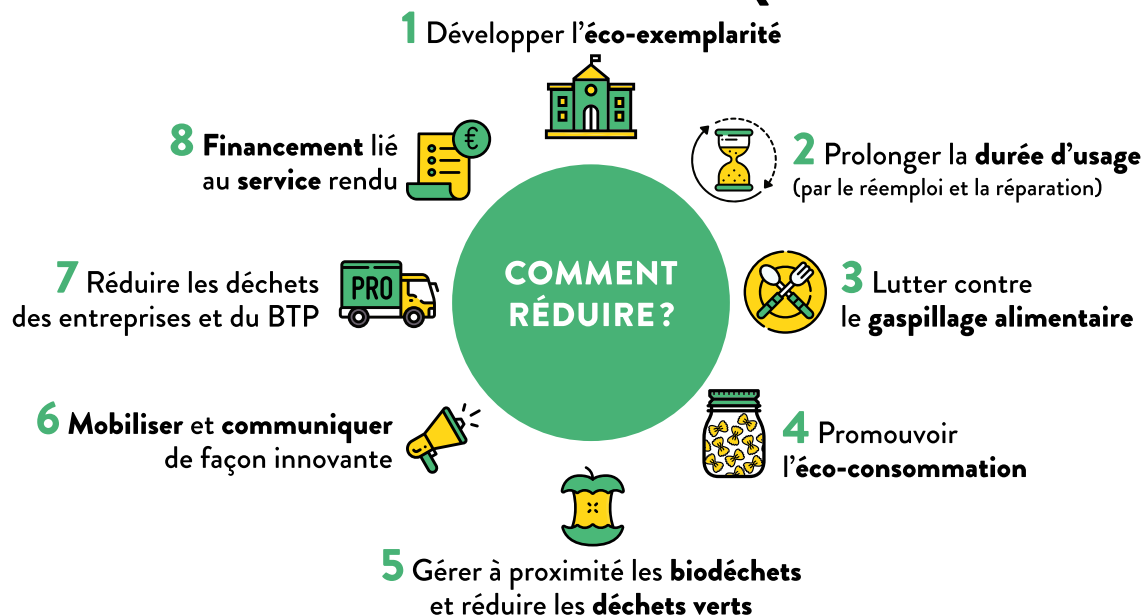 1 Développer l'éco-exemplarité
2 Prolonger la durée d'usage
(par le réemploi et la réparation)
3 Lutter contre
le gaspillage alimentaire
4 Promouvoir
l'éco-consommation
5 Gérer à proximité les biodéchets
et réduire les déchets verts
6 Mobiliser et communiquer
de façon innovante
7 Réduire les déchets
des entreprises et du BTP
PRO
8 Financement lié
au service rendu
€
COMMENT
RÉDUIRE ?